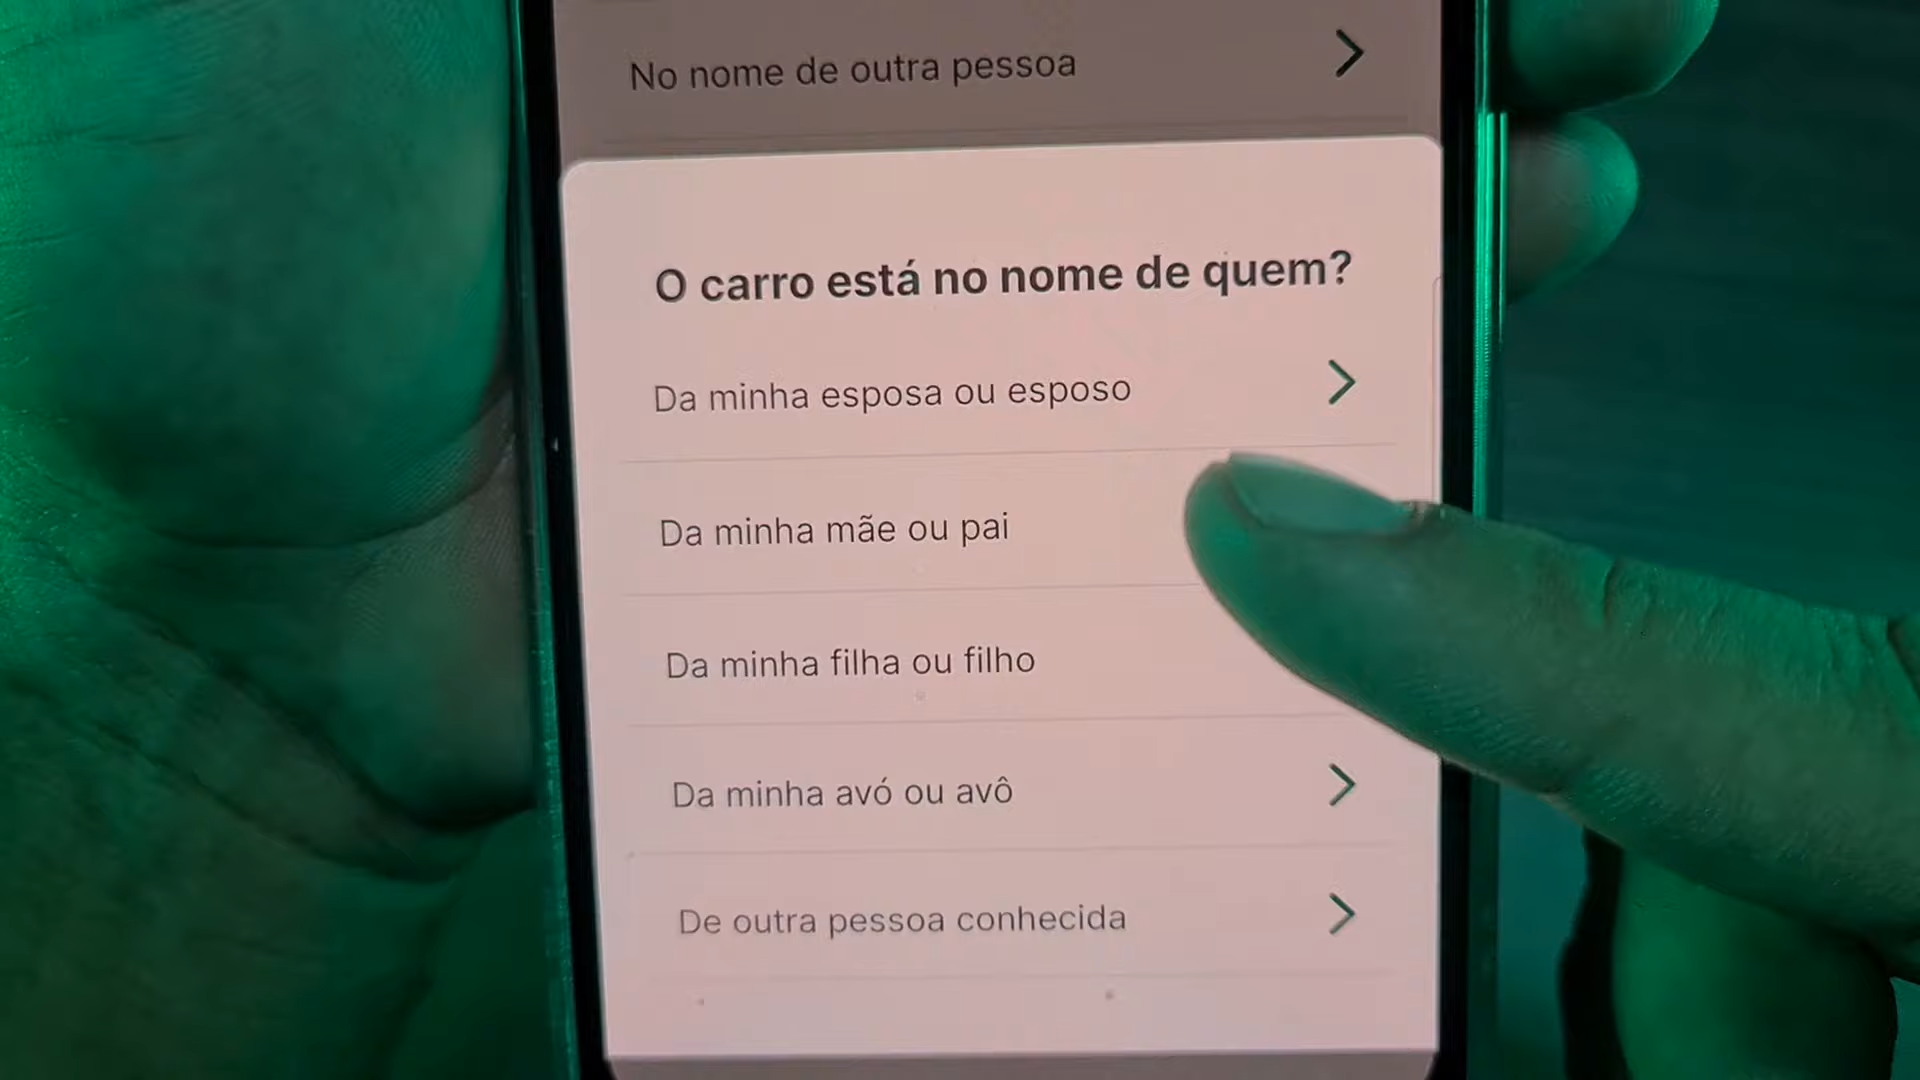 No nome de outra pessoa
O carro está no nome de quem?
Da minha esposa ou esposo
Da minha mãe ou pai
Da minha filha ou filho
Da minha avó ou avô
De outra pessoa conhecida